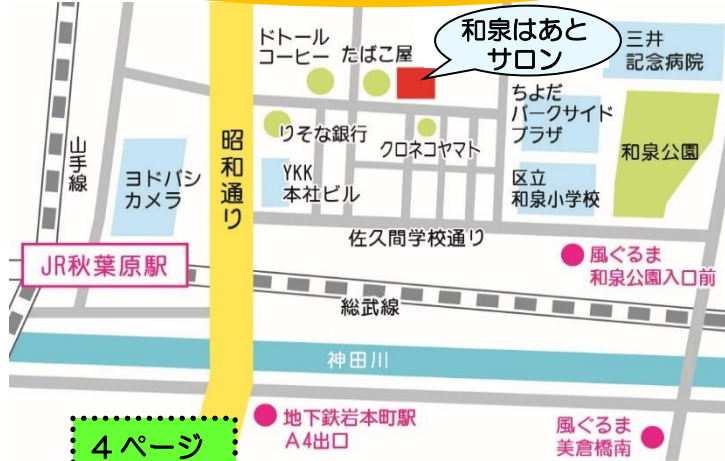 和泉はあと
サロン
ドトール
コーヒー
たばこ屋
三井
記念病院
ちよだ
パークサイド
プラザ
和泉公園
山手線
ヨドバシ
カメラ
昭和通り
りそな銀行
クロネコヤマト
YKK
本社ビル
区立
和泉小学校
佐久間学校通り
JR秋葉原駅
風ぐるま
和泉公園入口前
総武線
神田川
地下鉄岩本町駅
A4出口
風ぐるま
美倉橋南
4ページ